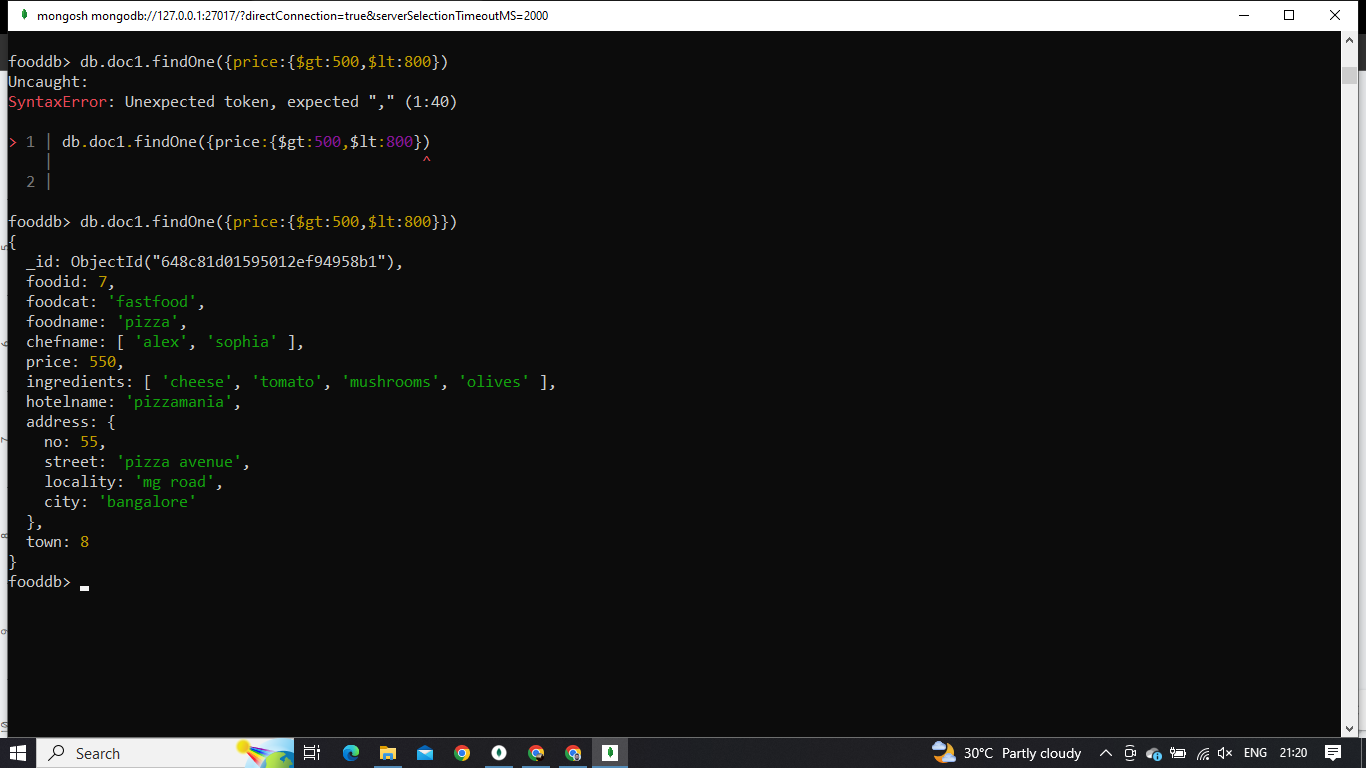 mongosh mongodb://127.0.0.1:27017/?directConnection=true&serverSelectionTimeoutMS=2000
fooddb> db.doc1.findOne({price:{$gt:500,$lt:800})
Uncaught:
SyntaxError: Unexpected token, expected "," (1:40)
> 1 | db.doc1.findOne({price:{$gt:500,$lt:800})
| ^
2 |
fooddb> db.doc1.findOne({price:{$gt:500,$lt:800}})
{
_id: ObjectId("648c81d01595012ef94958b1"),
foodid: 7,
foodcat: 'fastfood',
foodname: 'pizza',
chefname: [ 'alex', 'sophia' ],
price: 550,
ingredients: [ 'cheese', 'tomato', 'mushrooms', 'olives' ],
hotelname: 'pizzamania',
address: {
no: 55,
street: 'pizza avenue',
locality: 'mg road',
city: 'bangalore'
},
town: 8
}
fooddb>
Search
30°C Partly cloudy
ENG
21:20